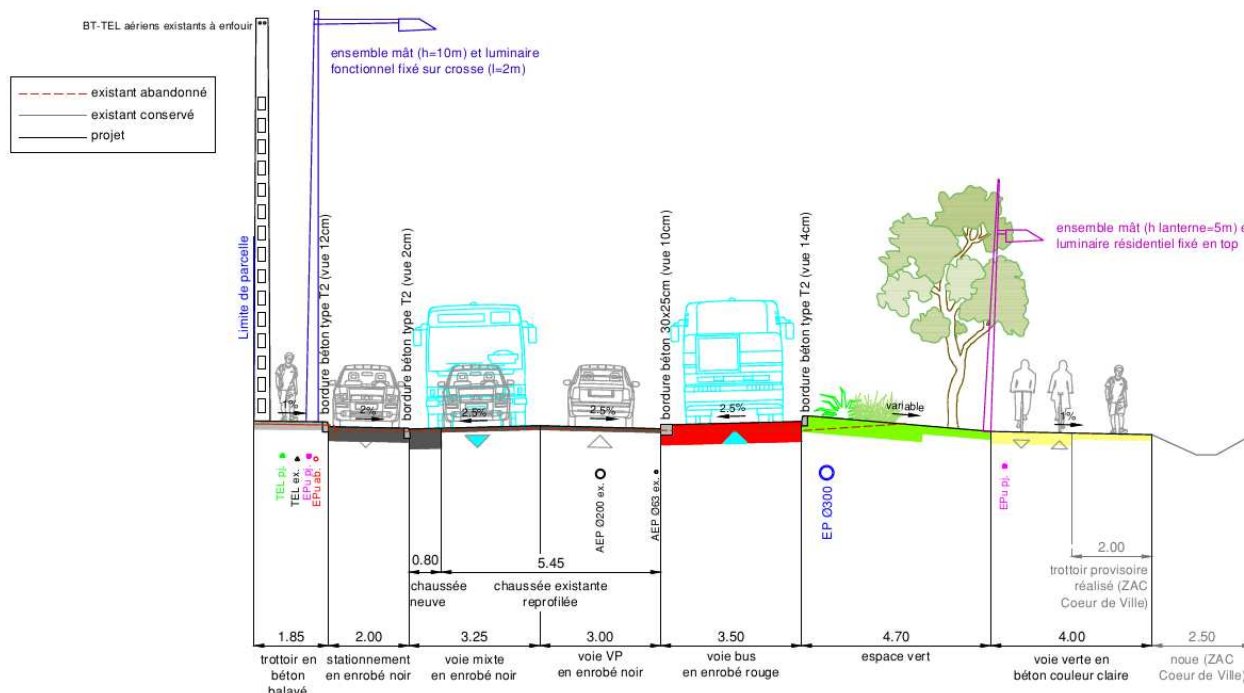 BT-TEL aériens existants à enfouir
ensemble mât (h=10m) et luminaire
fonctionnel fixé sur crosse (l=2m)
existant abandonné
existant conservé
projet
Limite de parcelle
bordure béton type T2 (vue 12cm)
bordure béton type T2 (vue 2cm)
bordure béton 30x25cm (vue 10cm)
bordure béton type T2 (vue 14cm)
ensemble mât (h lanterne=5m) e
luminaire résidentiel fixé en top
1%
2%
2.5%
2.5%
2.5%
variable
1%
TEL pj.
TEL ex.
EPu pj.
EPu ab.
AEP Ø200 ex.
AEP Ø63 ex.
EP Ø300
EPu pj.
0.80
5.45
chaussée
neuve
chaussée existante
reprofilée
2.00
trottoir provisoire
réalisé (ZAC
Coeur de Ville)
1.85
2.00
3.25
3.00
3.50
4.70
4.00
2.50
trottoir en
béton
balayé
stationnement
en enrobé noir
voie mixte
en enrobé noir
voie VP
en enrobé noir
voie bus
en enrobé rouge
espace vert
voie verte en
béton couleur claire
noue (ZAC
Coeur de Ville)